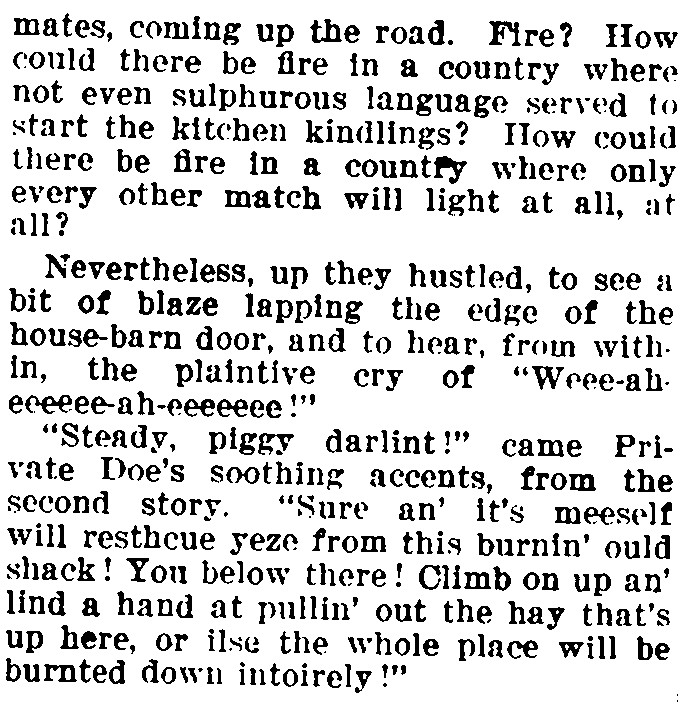 mates, coming up the road. Fire? How
could there be fire in a country where
not even sulphurous language served to
start the kitchen kindlings? How could
there be fire in a country where only
every other match will light at all, at
all?
Nevertheless, up they hustled, to see a
bit of blaze lapping the edge of the
house-barn door, and to hear, from with-
in, the plaintive cry of "Weee-ah-
eeeeee-ah-eeeeeee!"
"Steady, piggy darlint!" came Pri-
vate Doe's soothing accents, from the
second story. "Sure an' it's meeself
will resthcue yeze from this burnin' ould
shack! You below there! Climb on up an'
lind a hand at pullin' out the hay that's
up here, or ilse the whole place will be
burnted down intoirely!"